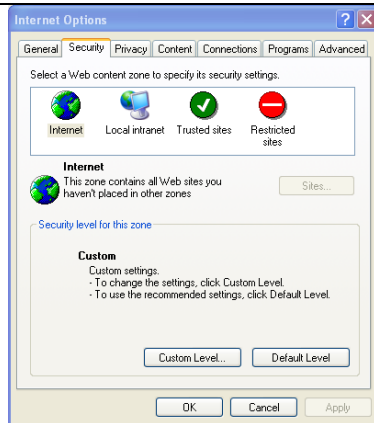 Internet Options
General Security Privacy Content Connections Programs Advanced
Select a Web content zone to specify its security settings.
Internet Local intranet Trusted sites Restricted
sites
Internet
This zone contains all Web sites you
haven't placed in other zones
Sites...
Security level for this zone
Custom
Custom settings.
- To change the settings, click Custom Level.
- To use the recommended settings, click Default Level.
Custom Level... Default Level
OK Cancel Apply